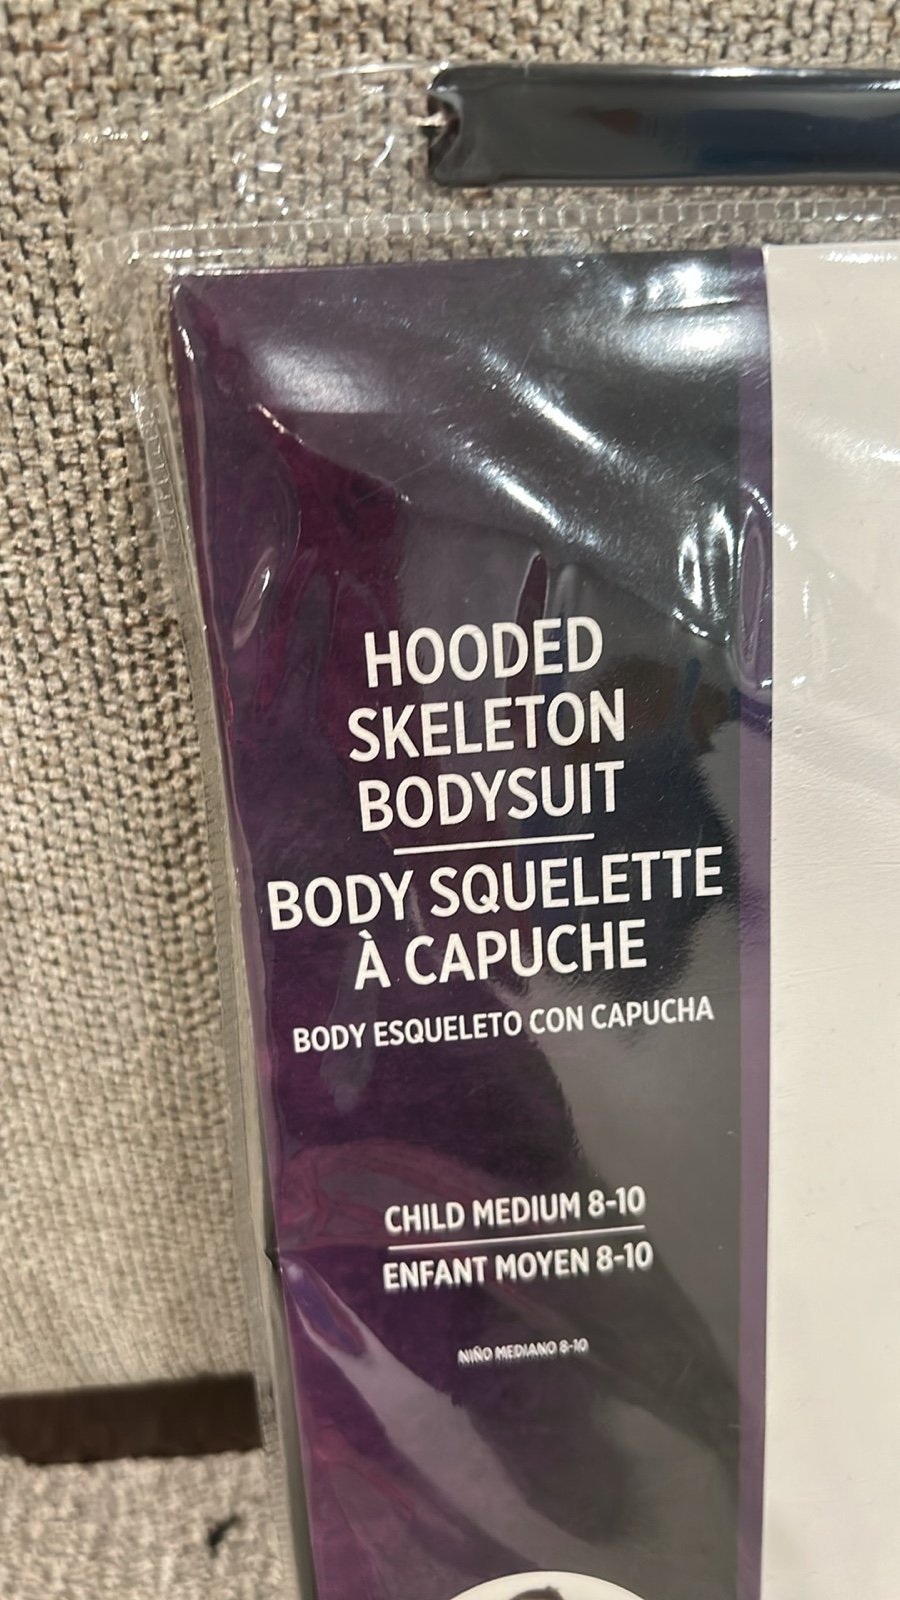 HOODED
SKELETON
BODYSUIT
BODY SQUELETTE
À CAPUCHE
BODY ESQUELETO CON CAPUCHA
CHILD MEDIUM 8-10
ENFANT MOYEN 8-10
NIÑO MEDIANO 8-10